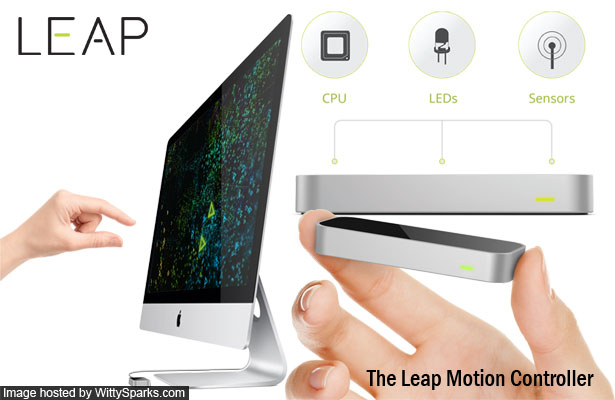 LEAP
CPU
LEDs
Sensors
The Leap Motion Controller
Image hosted by WittySparks.com